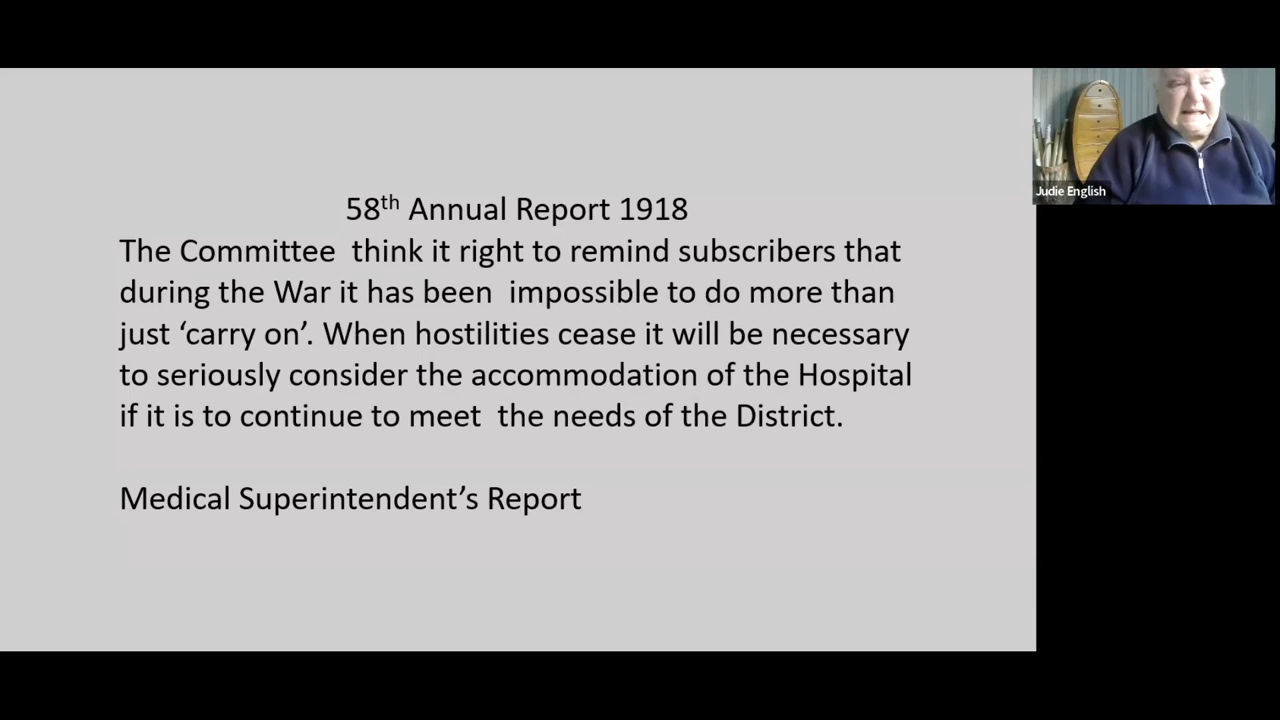 58th Annual Report 1918
The Committee think it right to remind subscribers that
during the War it has been impossible to do more than
just ‘carry on’. When hostilities cease it will be necessary
to seriously consider the accommodation of the Hospital
if it is to continue to meet the needs of the District.
Medical Superintendent’s Report
Judie English